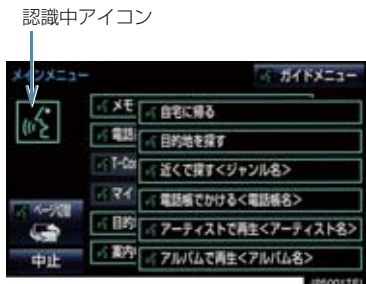 認識中アイコン
メインメニュー
ガイドメニュー
メモ
自宅に帰る
電話
目的地を探す
T-Con
近くで探す<ジャンル名>
マイ
電話帳でかける<電話帳名>
ページ切替
目的
アーティストで再生<アーティスト名>
中止
案内
アルバムで再生<アルバム名>